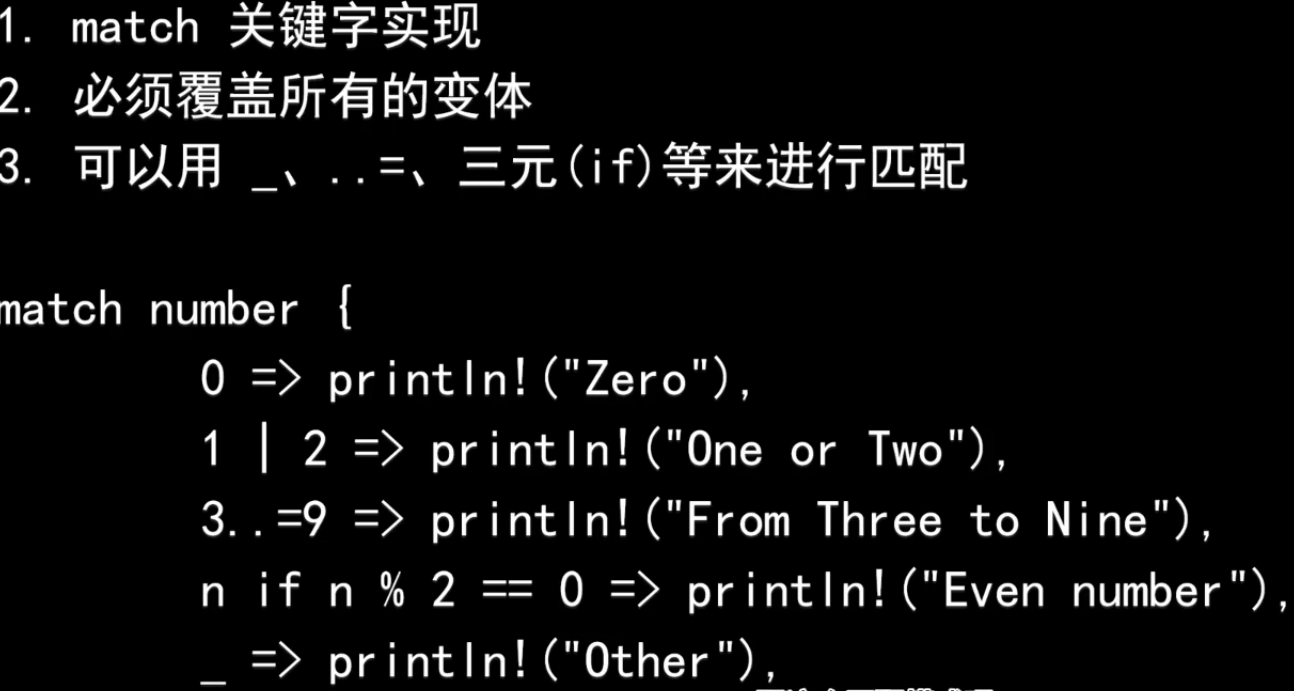 1. match 关键字实现
2. 必须覆盖所有的变体
3. 可以用 _、..=、三元(if)等来进行匹配
match number {
0 => println!("Zero"),
1 | 2 => println!("One or Two"),
3..=9 => println!("From Three to Nine"),
n if n % 2 == 0 => println!("Even number"),
_ => println!("Other"),